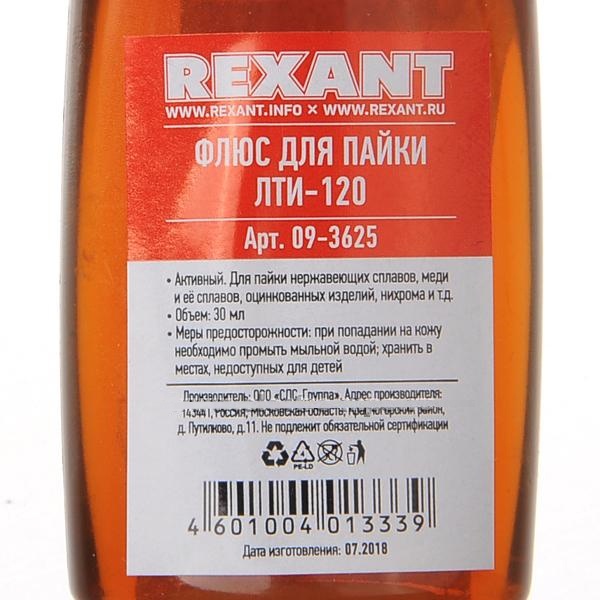 REXANT
WWW.REXANT.INFO × WWW.REXANT.RU
ФЛЮС ДЛЯ ПАЙКИ
ЛТИ-120
Арт. 09-3625
• Активный. Для пайки нержавеющих сплавов, меди
и её сплавов, оцинкованных изделий, нихрома и т.д.
• Объем: 30 мл
• Меры предосторожности: при попадании на кожу
необходимо промыть мыльной водой; хранить в
местах, недоступных для детей
Производитель: ООО «СДС-Группа». Адрес производителя:
143441, Россия, Московская область, Красногорский район,
д. Путилково, д.11. Не подлежит обязательной сертификации
4
PE-LD
4 601004 013339
Дата изготовления: 07.2018